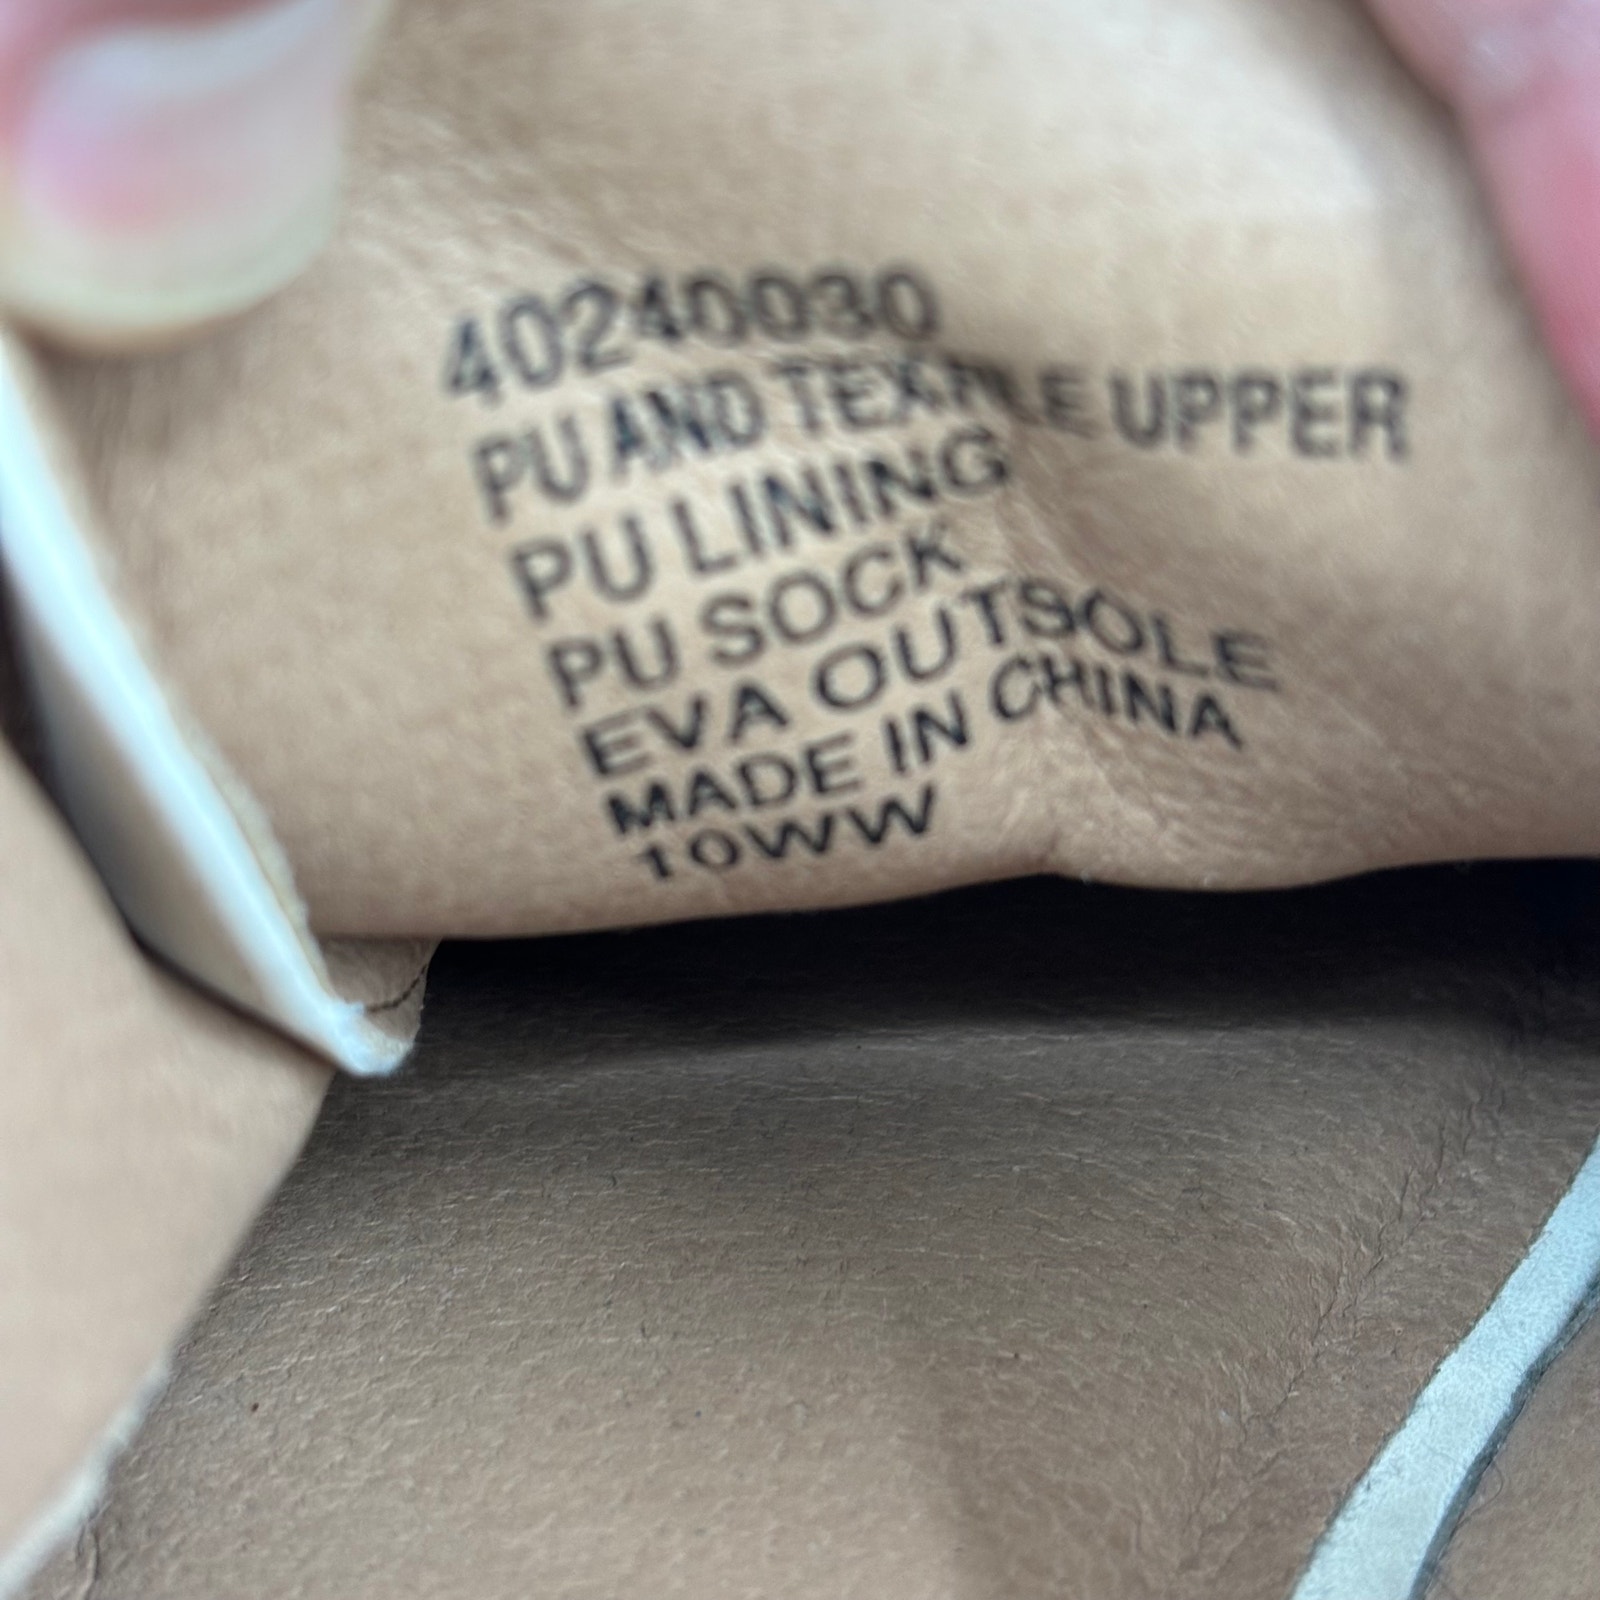 40240030
PU AND TEXTILE UPPER
PU LINING
PU SOCK
EVA OUTSOLE
MADE IN CHINA
10WW